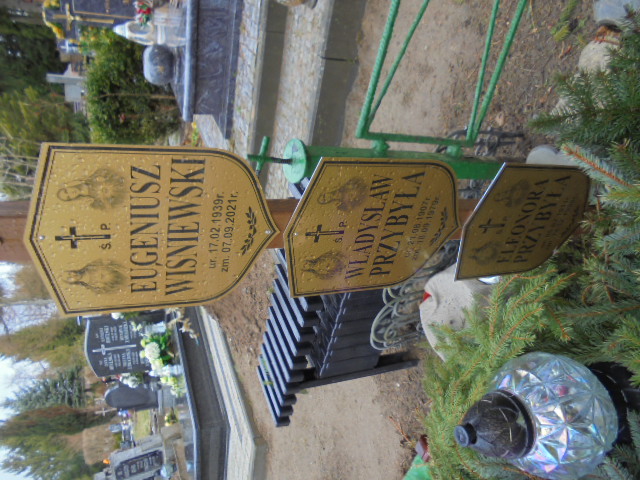 Ś.P.
EUGENIUSZ
WIŚNIEWSKI
ur. 17.02.1939r.
zm. 07.09.2021r.
Ś.P.
WŁADYSŁAW
PRZYBYŁA
ELEONORA
PRZYBYŁA